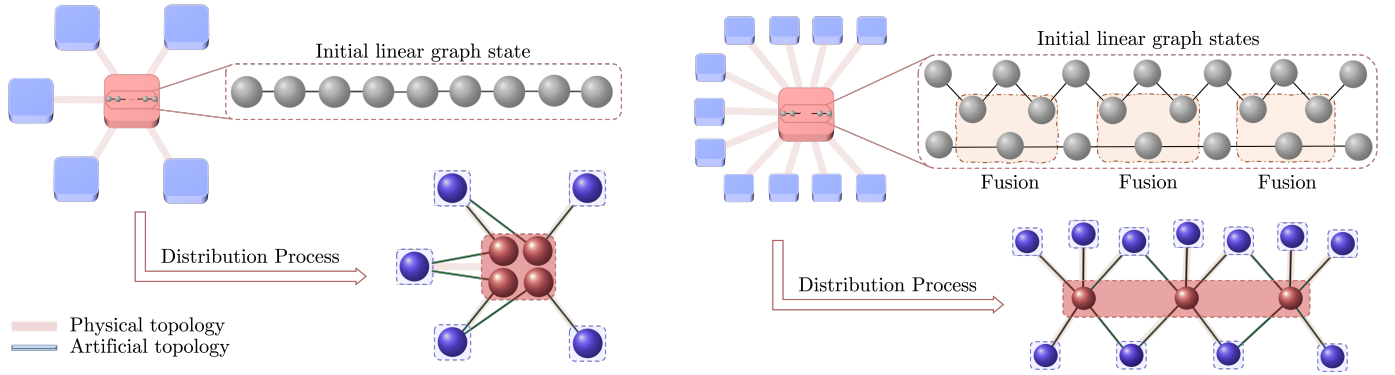 Initial linear graph state
Distribution Process
Physical topology
Artificial topology
Initial linear graph states
Fusion
Fusion
Fusion
Distribution Process